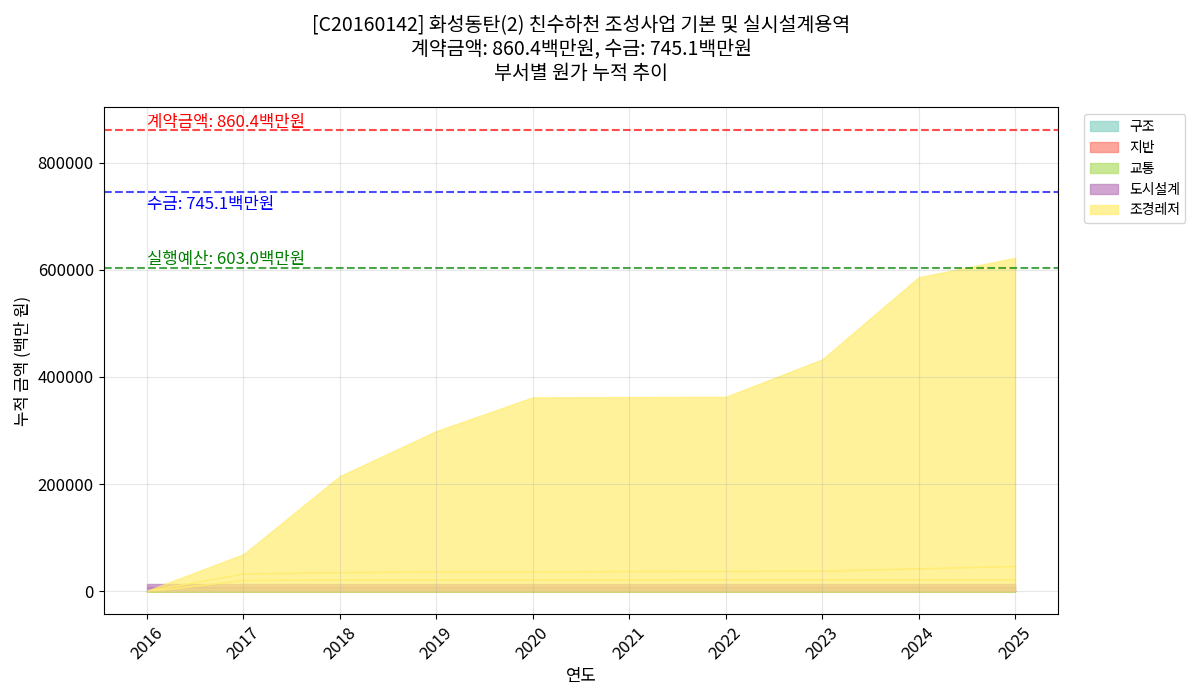 [C20160142] 화성동탄(2) 친수하천 조성사업 기본 및 실시설계용역
계약금액: 860.4백만원, 수금: 745.1백만원
부서별 원가 누적 추이
계약금액: 860.4백만원
수금: 745.1백만원
실행예산: 603.0백만원
구조
지반
교통
도시설계
조경레저
누적 금액 (백만 원)
800000
600000
400000
200000
0
2016
2017
2018
2019
2020
2021
2022
2023
2024
2025
연도